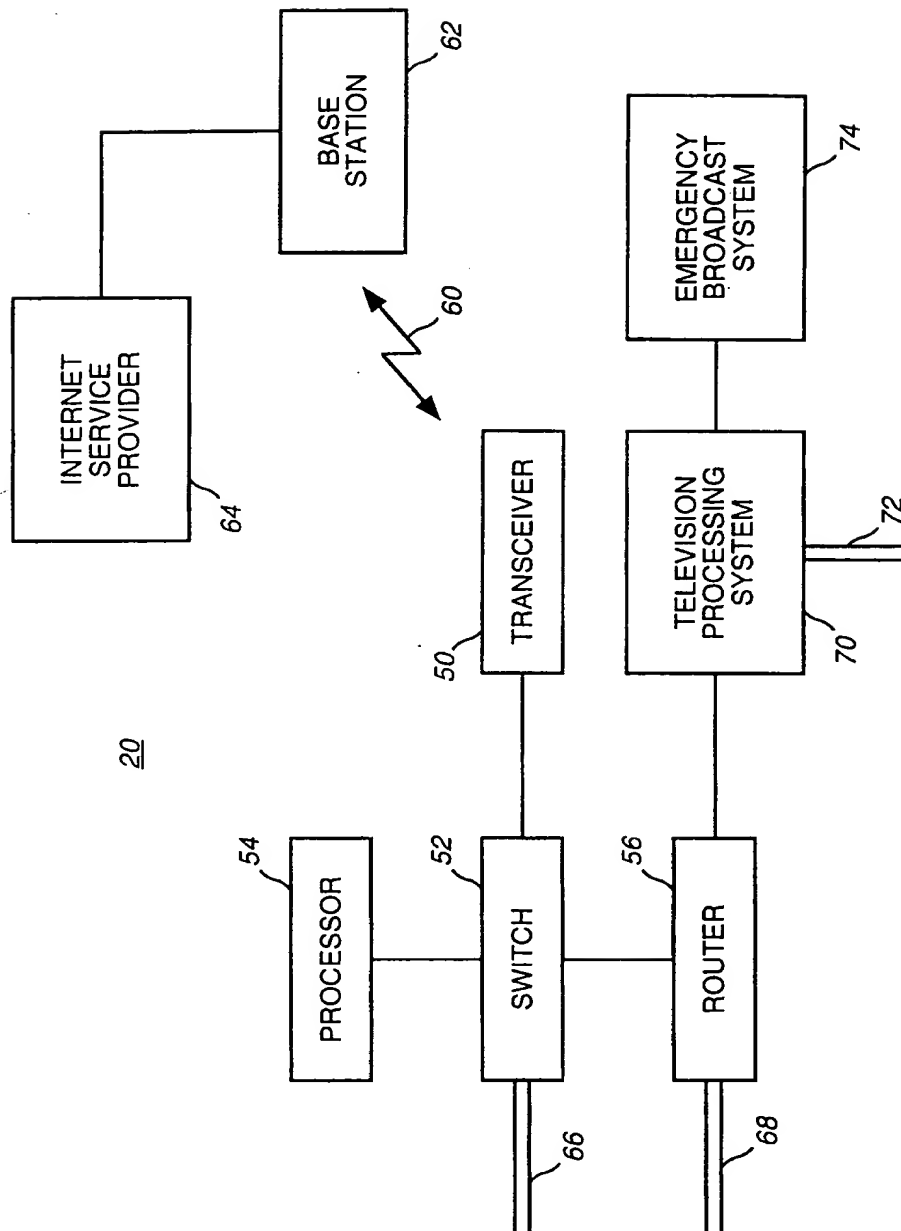 20
INTERNET
SERVICE
PROVIDER
64
BASE
STATION
62
60
PROCESSOR
54
SWITCH
52
TRANSCEIVER
50
66
ROUTER
56
68
TELEVISION
PROCESSING
SYSTEM
70
72
EMERGENCY
BROADCAST
SYSTEM
74